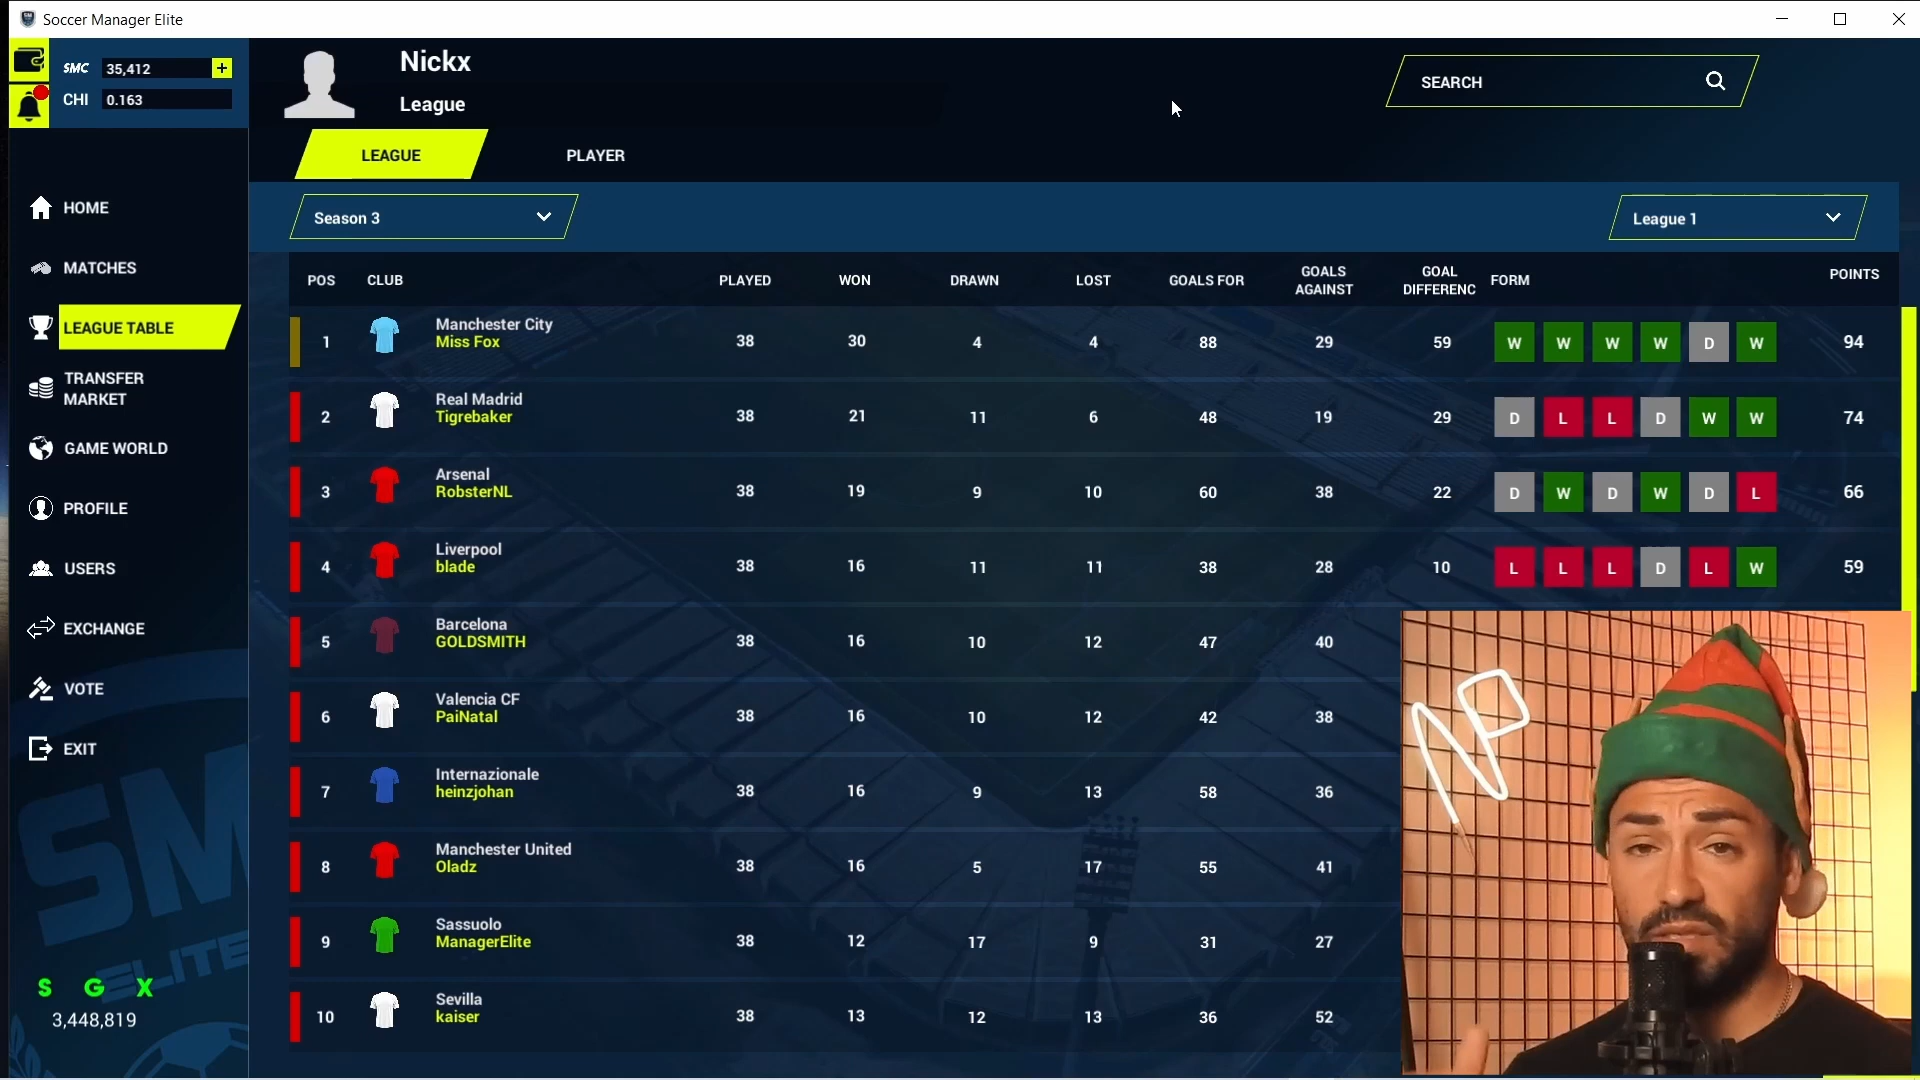 Soccer Manager Elite
SMC 35,412 +
CHI 0.163
Nickx
League
SEARCH
LEAGUE PLAYER
Season 3 League 1
HOME
MATCHES
LEAGUE TABLE
TRANSFER
MARKET
GAME WORLD
PROFILE
USERS
EXCHANGE
VOTE
EXIT
SM
ELITE
S G X
3,448,819
POS CLUB PLAYED WON DRAWN LOST GOALS FOR GOALS AGAINST GOAL DIFFERENC FORM POINTS
1 Manchester City 38 30 4 4 88 29 59 W W W W D W 94
Miss Fox
2 Real Madrid 38 21 11 6 48 19 29 D L L D W W 74
Tigrebaker
3 Arsenal 38 19 9 10 60 38 22 D W D W D L 66
RobsterNL
4 Liverpool 38 16 11 11 38 28 10 L L L D L W 59
blade
5 Barcelona 38 16 10 12 47 40
GOLDSMITH
6 Valencia CF 38 16 10 12 42 38
PaiNatal
7 Internazionale 38 16 9 13 58 36
heinzjohan
8 Manchester United 38 16 5 17 55 41
Oladz
9 Sassuolo 38 12 17 9 31 27
ManagerElite
10 Sevilla 38 13 12 13 36 52
kaiser
NP